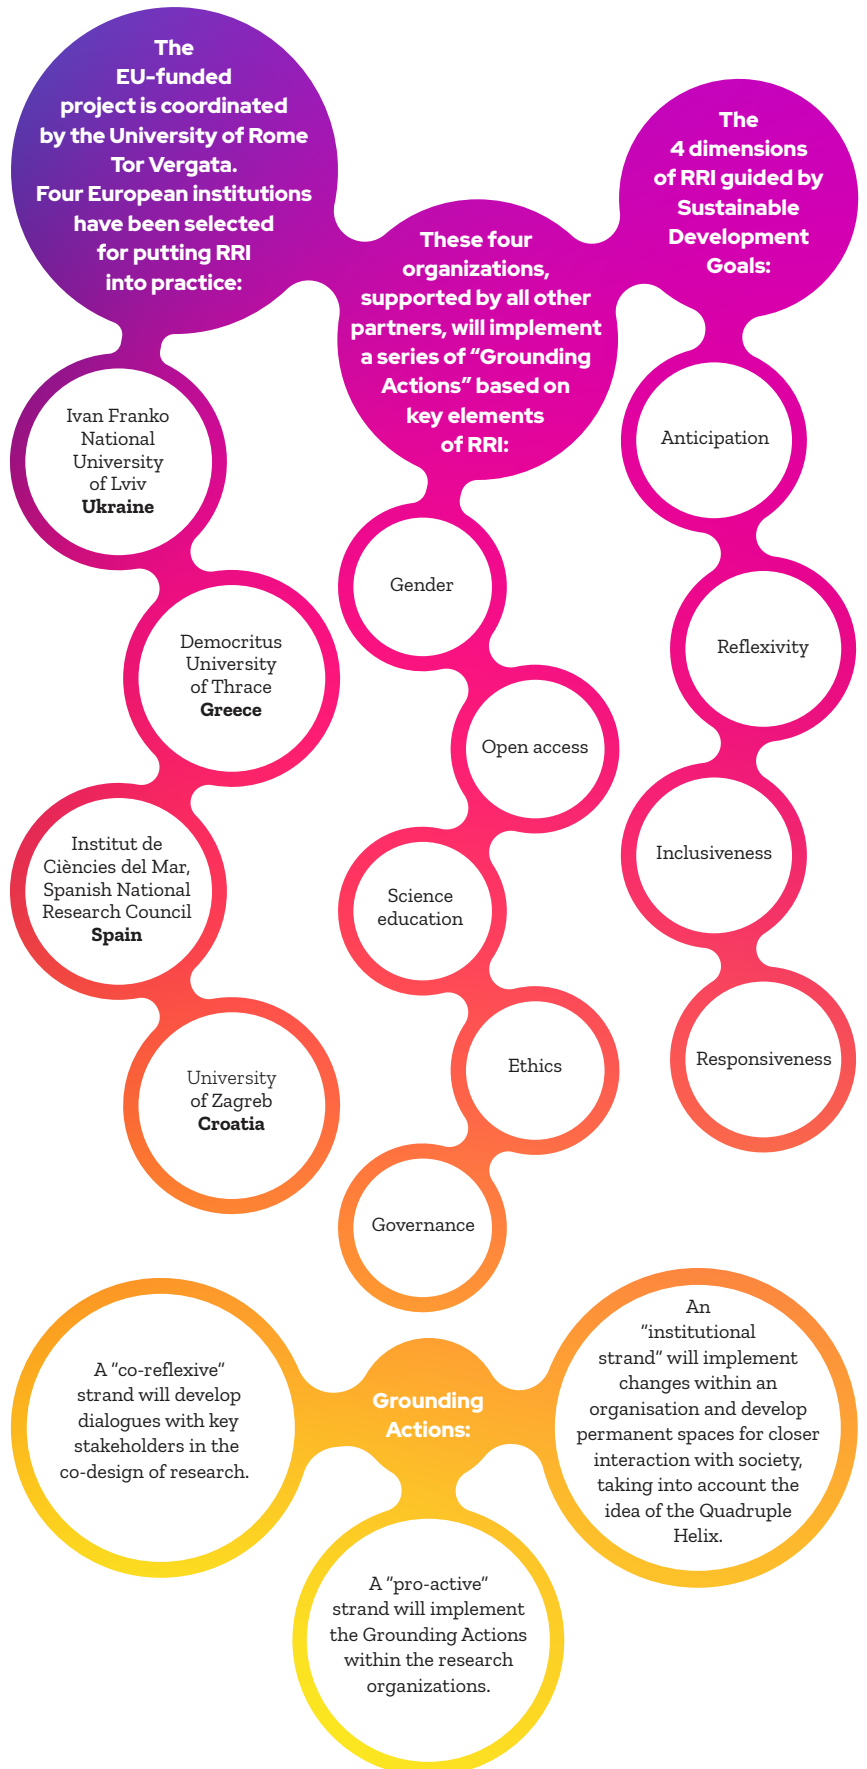 The
EU-funded
project is coordinated
by the University of Rome
Tor Vergata.
Four European institutions
have been selected
for putting RRI
into practice:
Ivan Franko
National
University
of Lviv
Ukraine
Democritus
University
of Thrace
Greece
Institut de
Ciències del Mar,
Spanish National
Research Council
Spain
University
of Zagreb
Croatia
These four
organizations,
supported by all other
partners, will implement
a series of “Grounding
Actions” based on
key elements
of RRI:
Gender
Open access
Science
education
Ethics
Governance
The
4 dimensions
of RRI guided by
Sustainable
Development
Goals:
Anticipation
Reflexivity
Inclusiveness
Responsiveness
Grounding
Actions:
A “co-reflexive”
strand will develop
dialogues with key
stakeholders in the
co-design of research.
A “pro-active”
strand will implement
the Grounding Actions
within the research
organizations.
An
“institutional
strand” will implement
changes within an
organisation and develop
permanent spaces for closer
interaction with society,
taking into account the
idea of the Quadruple
Helix.